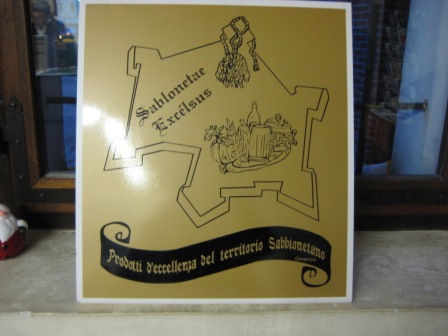 Sablonetae
Excelsus
Prodotti d'eccellenza del territorio Sabbionetano